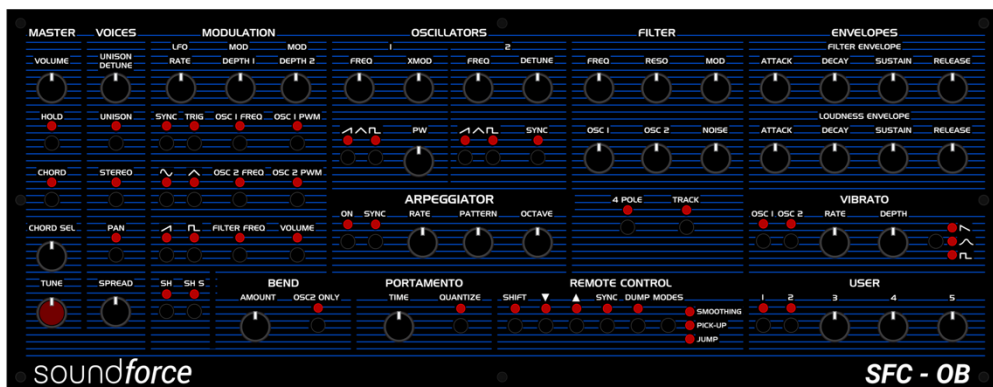 MASTER VOICES MODULATION OSCILLATORS FILTER ENVELOPES
LFO MOD MOD 1 2 FILTER ENVELOPE
VOLUME UNISON DETUNE RATE DEPTH 1 DEPTH 2 FREQ XMOD FREQ DETUNE FREQ RESO MOD ATTACK DECAY SUSTAIN RELEASE
HOLD UNISON SYNC TRIG OSC 1 FREQ OSC 1 PWM PW SYNC OSC 1 OSC 2 NOISE LOUDNESS ENVELOPE
ATTACK DECAY SUSTAIN RELEASE
CHORD STEREO OSC 2 FREQ OSC 2 PWM
ARPEGGIATOR 4 POLE TRACK VIBRATO
CHORD SEL PAN FILTER FREQ VOLUME ON SYNC RATE PATTERN OCTAVE OSC 1 OSC 2 RATE DEPTH
TUNE SPREAD SH SH S BEND PORTAMENTO REMOTE CONTROL USER
AMOUNT OSC2 ONLY TIME QUANTIZE SHIFT ▼ ▲ SYNC DUMP MODES 1 2 3 4 5
SMOOTHING
PICK-UP
JUMP
soundforce SFC - OB